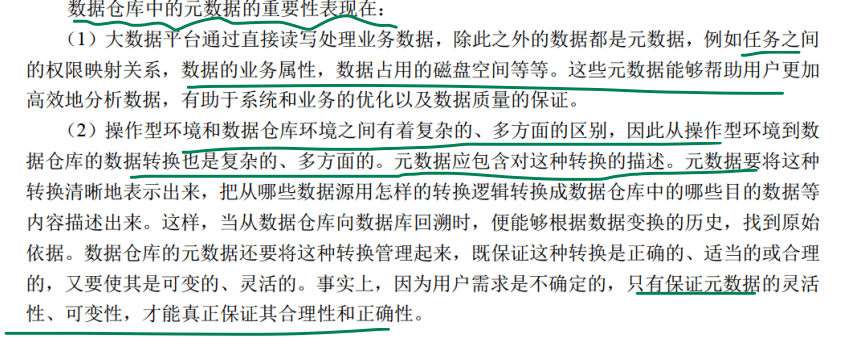 数据仓库中的元数据的重要性表现在：
（1）大数据平台通过直接读写处理业务数据，除此之外的数据都是元数据，例如任务之间
的权限映射关系，数据的业务属性，数据占用的磁盘空间等等。这些元数据能够帮助用户更加
高效地分析数据，有助于系统和业务的优化以及数据质量的保证。
（2）操作型环境和数据仓库环境之间有着复杂的、多方面的区别，因此从操作型环境到数
据仓库的数据转换也是复杂的、多方面的。元数据应包含对这种转换的描述。元数据要将这种
转换清晰地表示出来，把从哪些数据源用怎样的转换逻辑转换成数据仓库中的哪些目的数据等
内容描述出来。这样，当从数据仓库向数据库回溯时，便能够根据数据变换的历史，找到原始
依据。数据仓库的元数据还要将这种转换管理起来，既保证这种转换是正确的、适当的或合理
的，又要使其是可变的、灵活的。事实上，因为用户需求是不确定的，只有保证元数据的灵活
性、可变性，才能真正保证其合理性和正确性。